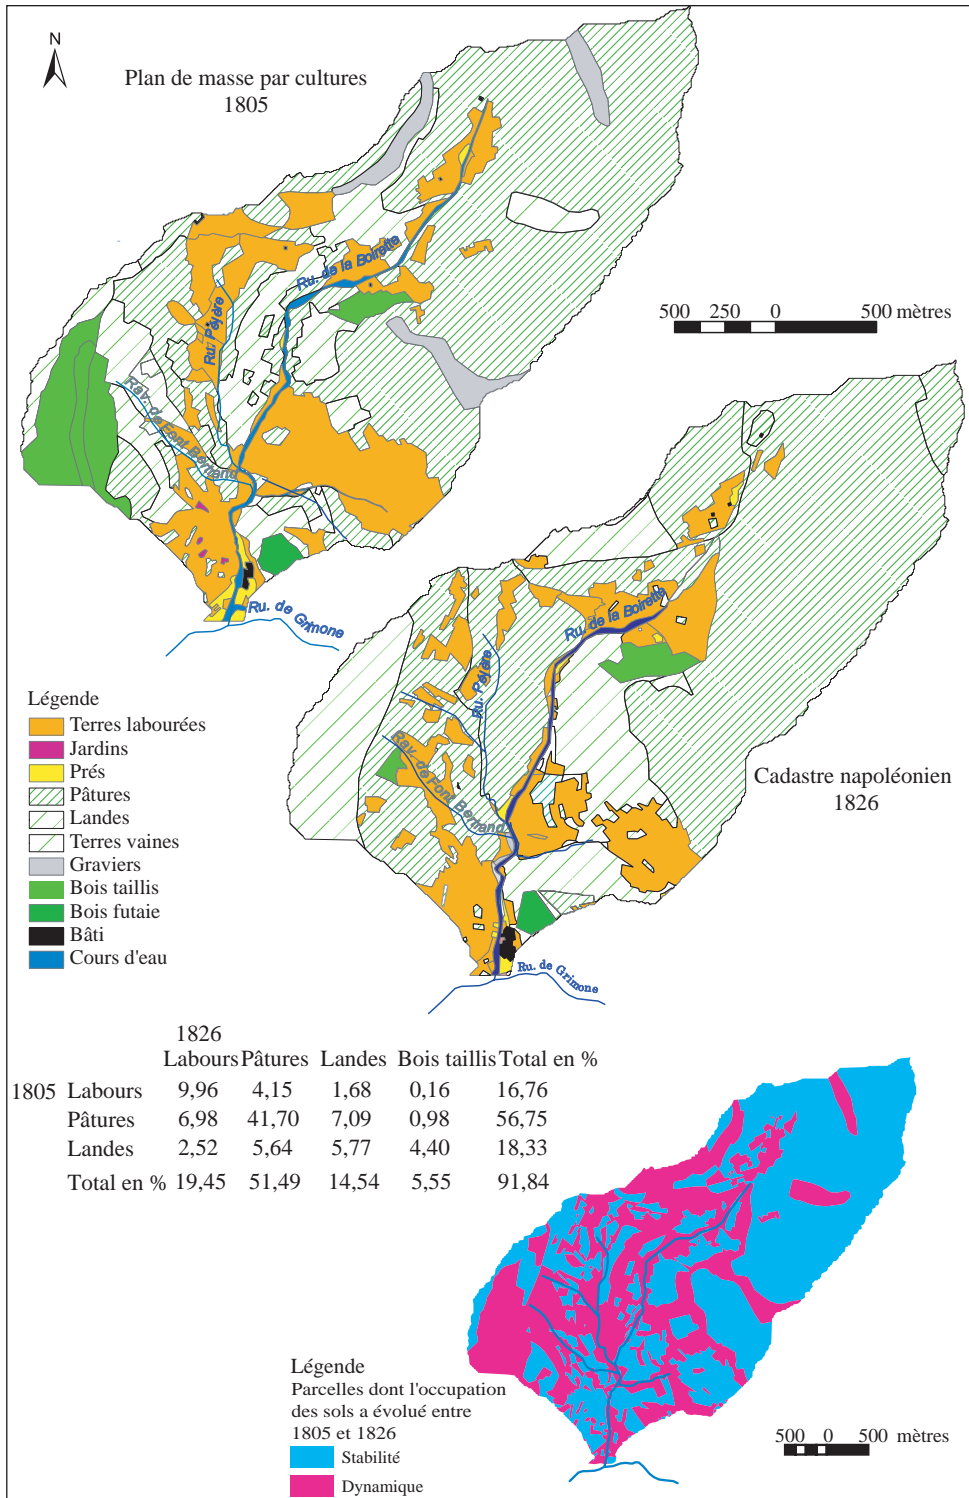 N
Plan de masse par cultures
1805
Ru. de la Boirette
Ru. Péjère
Rav. de Font Bertrand
Ru. de Grimone
500 250 0 500 mètres
Légende
Terres labourées
Jardins
Prés
Pâtures
Landes
Terres vaines
Graviers
Bois taillis
Bois futaie
Bâti
Cours d'eau
Ru. de la Boirette
Ru. Péjère
Rav. de Font Bertrand
Ru. de Grimone
Cadastre napoléonien
1826
1826
Labours Pâtures Landes Bois taillis Total en %
1805 Labours 9,96 4,15 1,68 0,16 16,76
Pâtures 6,98 41,70 7,09 0,98 56,75
Landes 2,52 5,64 5,77 4,40 18,33
Total en % 19,45 51,49 14,54 5,55 91,84
Légende
Parcelles dont l'occupation
des sols a évolué entre
1805 et 1826
Stabilité
Dynamique
500 0 500 mètres